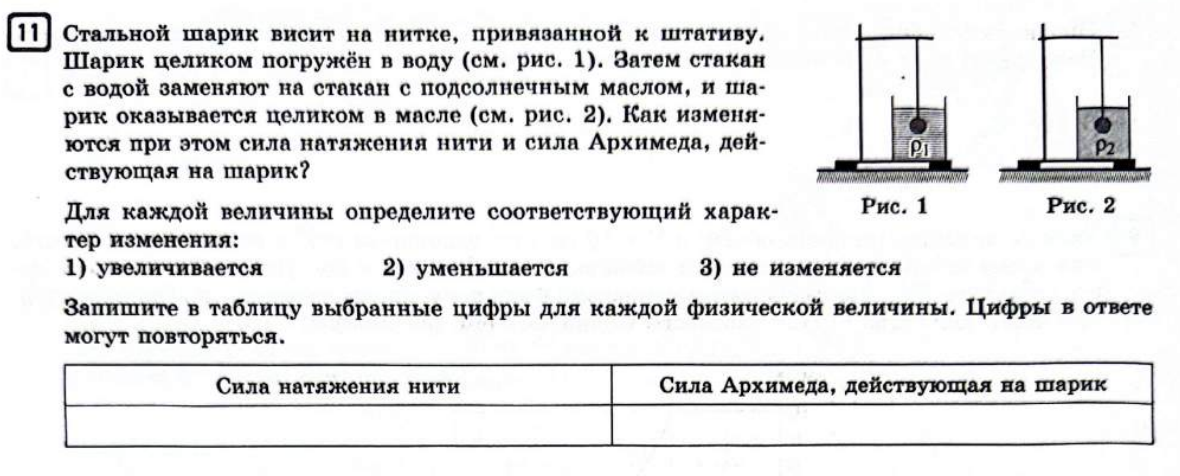 11 Стальной шарик висит на нитке, привязанной к штативу.
Шарик целиком погружён в воду (см. рис. 1). Затем стакан
с водой заменяют на стакан с подсолнечным маслом, и ша-
рик оказывается целиком в масле (см. рис. 2). Как изменя-
ются при этом сила натяжения нити и сила Архимеда, дей-
ствующая на шарик?
ρ1
ρ2
Рис. 1
Рис. 2
Для каждой величины определите соответствующий харак-
тер изменения:
1) увеличивается 2) уменьшается 3) не изменяется
Запишите в таблицу выбранные цифры для каждой физической величины. Цифры в ответе
могут повторяться.
Сила натяжения нити
Сила Архимеда, действующая на шарик